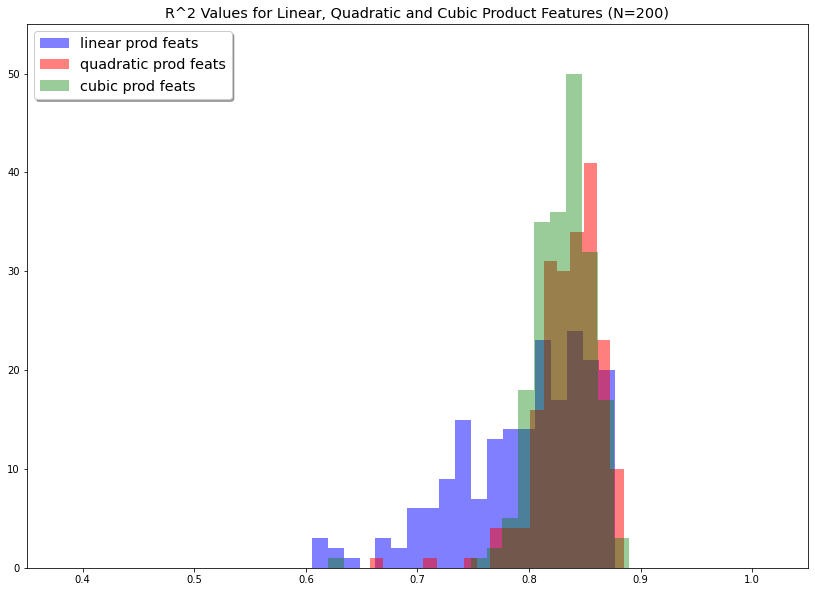 R^2 Values for Linear, Quadratic and Cubic Product Features (N=200)
linear prod feats
quadratic prod feats
cubic prod feats
50
40
30
20
10
0
0.4 0.5 0.6 0.7 0.8 0.9 1.0